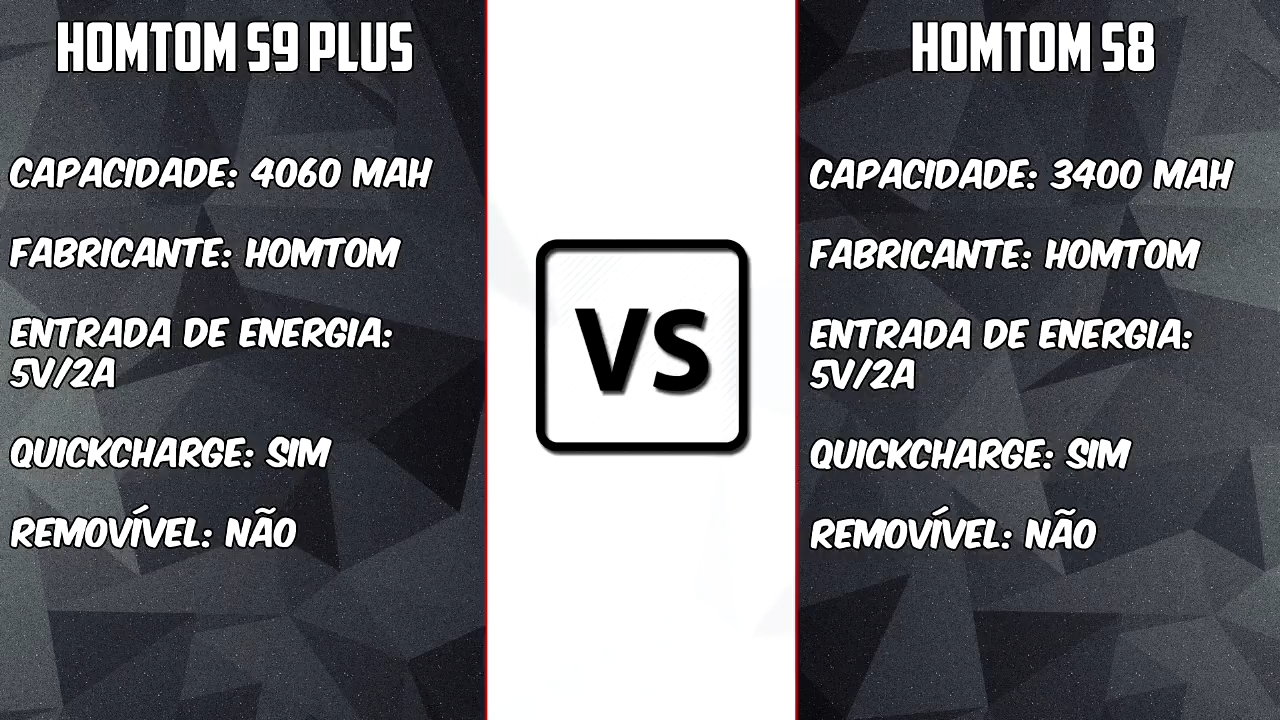 HOMTOM S9 PLUS
CAPACIDADE: 4060 MAH
FABRICANTE: HOMTOM
ENTRADA DE ENERGIA:
5V/2A
QUICKCHARGE: SIM
REMOVÍVEL: NÃO
VS
HOMTOM S8
CAPACIDADE: 3400 MAH
FABRICANTE: HOMTOM
ENTRADA DE ENERGIA:
5V/2A
QUICKCHARGE: SIM
REMOVÍVEL: NÃO